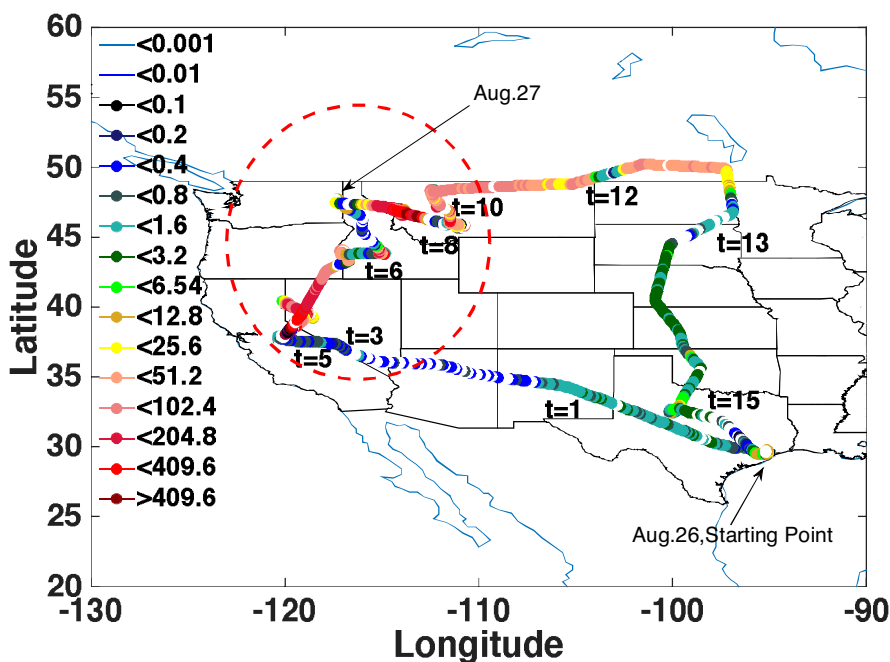 60
55
50
45
40
35
30
25
20
Latitude
-130
-120
-110
-100
-90
Longitude
<0.001
<0.01
<0.1
<0.2
<0.4
<0.8
<1.6
<3.2
<6.54
<12.8
<25.6
<51.2
<102.4
<204.8
<409.6
>409.6
Aug.27
t=12
t=10
t=8
t=13
t=6
t=3
t=5
t=1
t=15
Aug.26,Starting Point